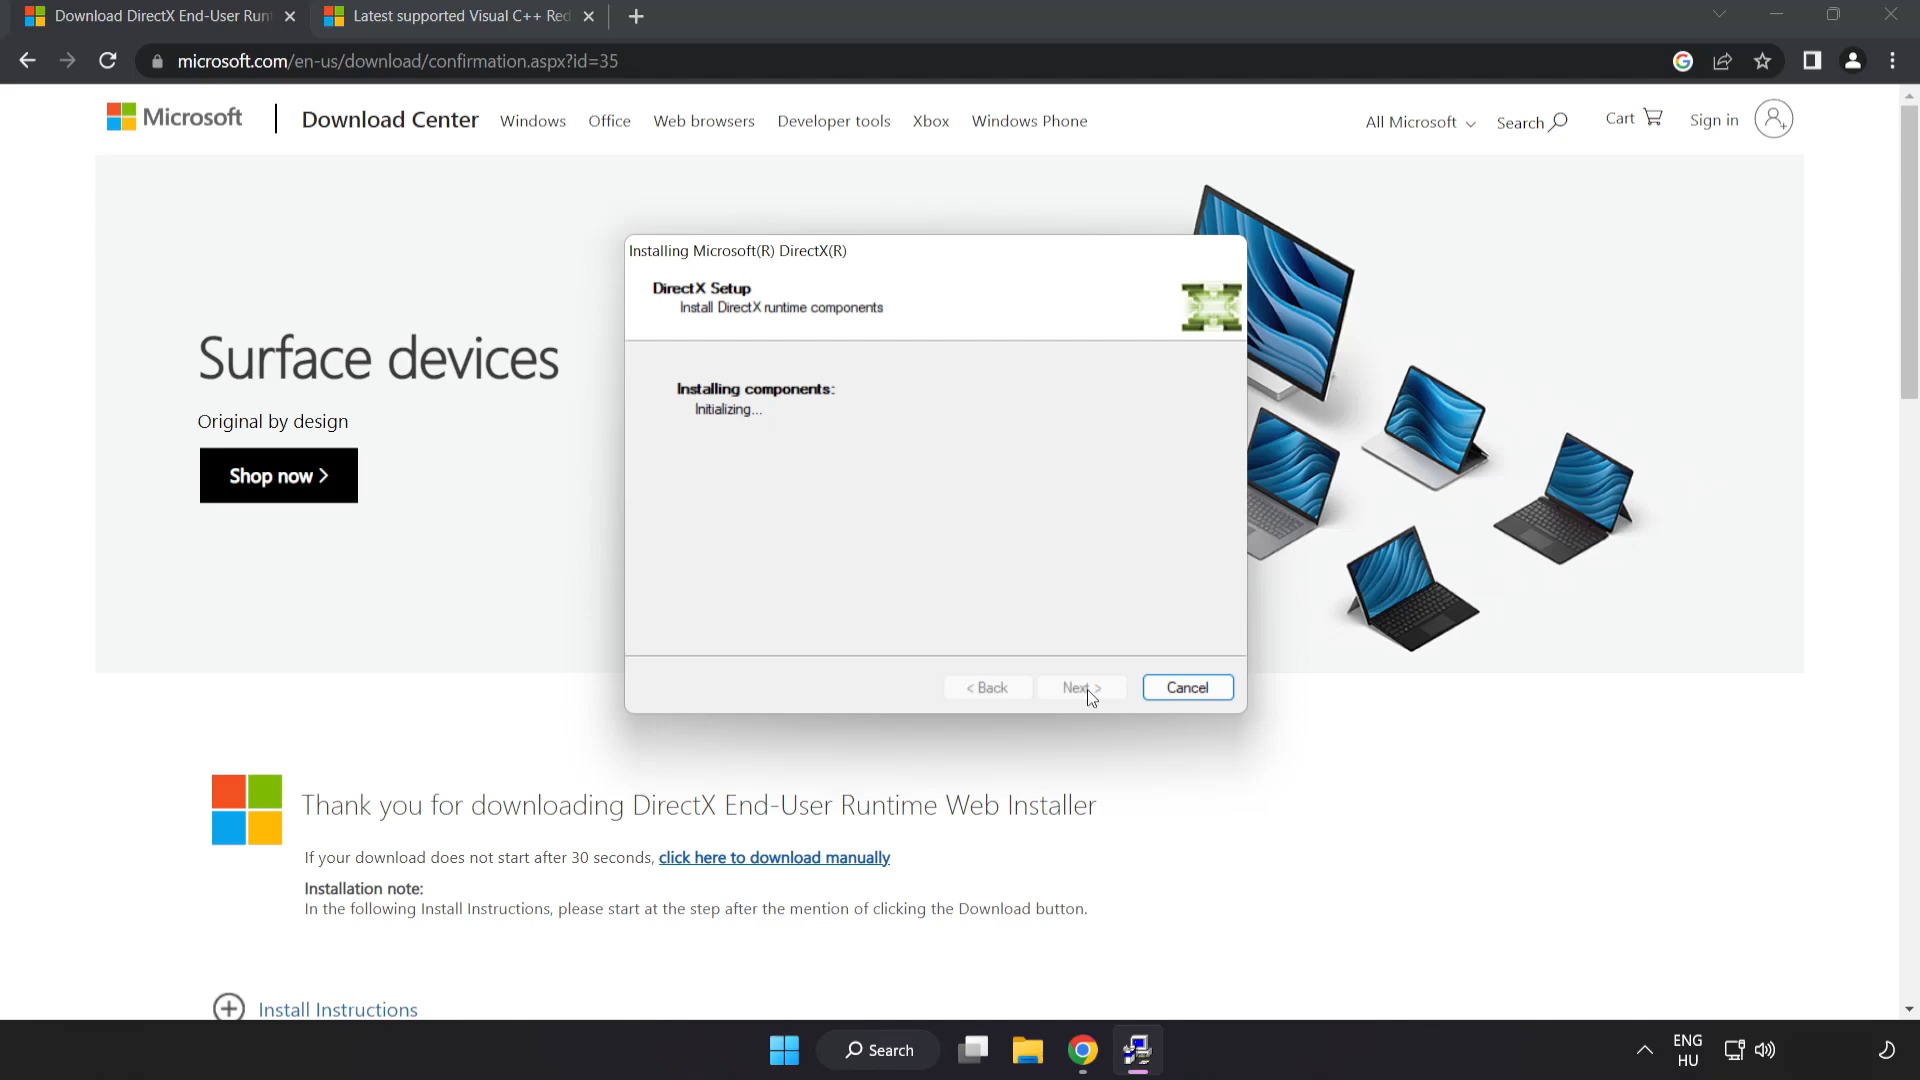 Download DirectX End-User Run
Latest supported Visual C++ Red
microsoft.com/en-us/download/confirmation.aspx?id=35
Microsoft
Download Center
Windows
Office
Web browsers
Developer tools
Xbox
Windows Phone
All Microsoft
Search
Cart
Sign in
Surface devices
Original by design
Shop now >
Installing Microsoft(R) DirectX(R)
DirectX Setup
Install DirectX runtime components
Installing components:
Initializing...
< Back
Next >
Cancel
Thank you for downloading DirectX End-User Runtime Web Installer
If your download does not start after 30 seconds, click here to download manually
Installation note:
In the following Install Instructions, please start at the step after the mention of clicking the Download button.
Install Instructions
Search
ENG
HU